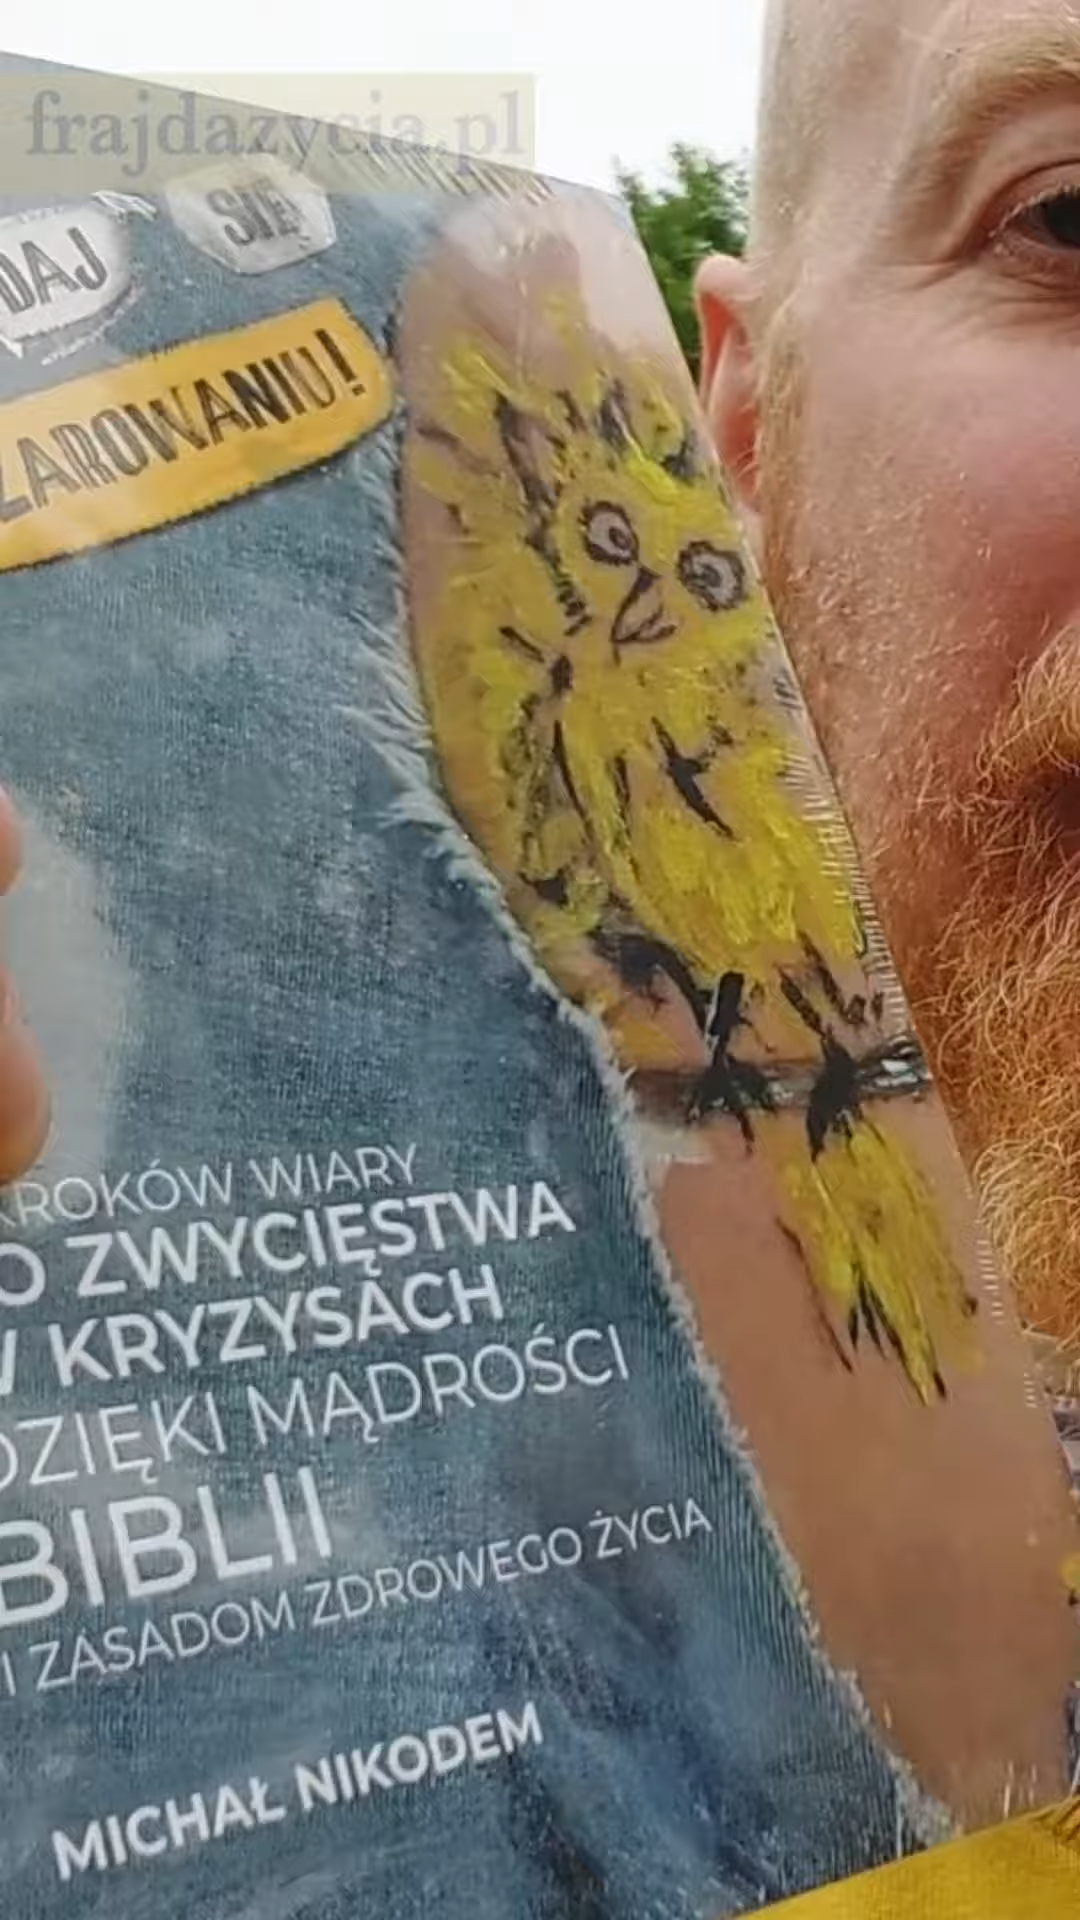 frajdazycia.pl
DAJ SIĘ
ZAROWANIU!
KROKÓW WIARY
O ZWYCIĘSTWA
W KRYZYSACH
DZIĘKI MĄDROŚCI
BIBLII
I ZASADOM ZDROWEGO ŻYCIA
MICHAŁ NIKODEM